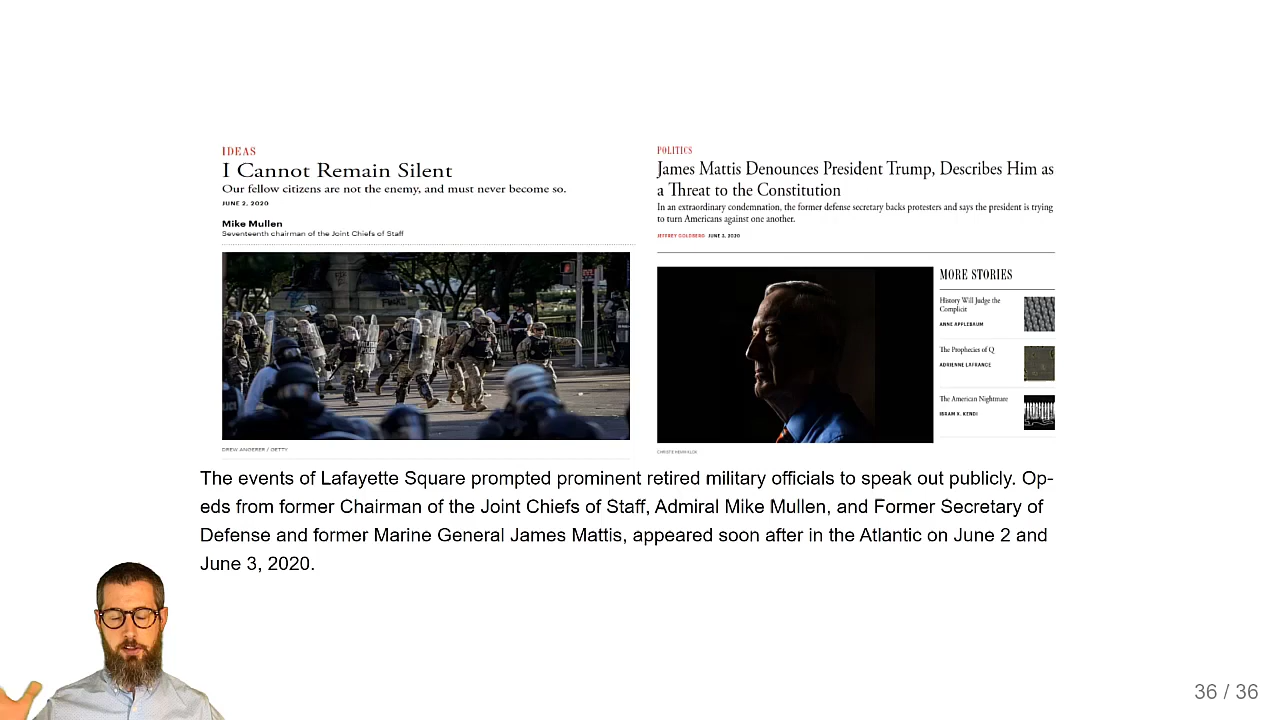 IDEAS
I Cannot Remain Silent
Our fellow citizens are not the enemy, and must never become so.
JUNE 2, 2020
Mike Mullen
Seventeenth chairman of the Joint Chiefs of Staff
DREW ANGERER / GETTY
POLITICS
James Mattis Denounces President Trump, Describes Him as
a Threat to the Constitution
In an extraordinary condemnation, the former defense secretary backs protesters and says the president is trying
to turn Americans against one another.
JEFFREY GOLDBERG JUNE 3, 2020
MORE STORIES
History Will Judge the
Complicit
ANNE APPLEBAUM
The Prophecies of Q
ADRIENNE LAFRANCE
The American Nightmare
IBRAM X. KENDI
The events of Lafayette Square prompted prominent retired military officials to speak out publicly. Op-
eds from former Chairman of the Joint Chiefs of Staff, Admiral Mike Mullen, and Former Secretary of
Defense and former Marine General James Mattis, appeared soon after in the Atlantic on June 2 and
June 3, 2020.
36 / 36